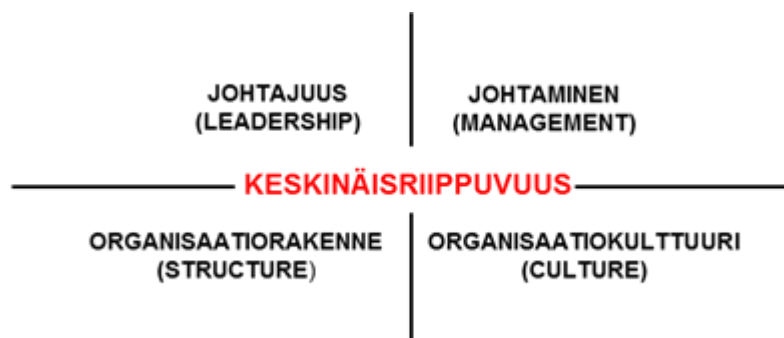 JOHTAJUUS
(LEADERSHIP)
JOHTAMINEN
(MANAGEMENT)
KESKINÄISRIIPPUVUUS
ORGANISAATIORAKENNE
(STRUCTURE)
ORGANISAATIOKULTTUURI
(CULTURE)